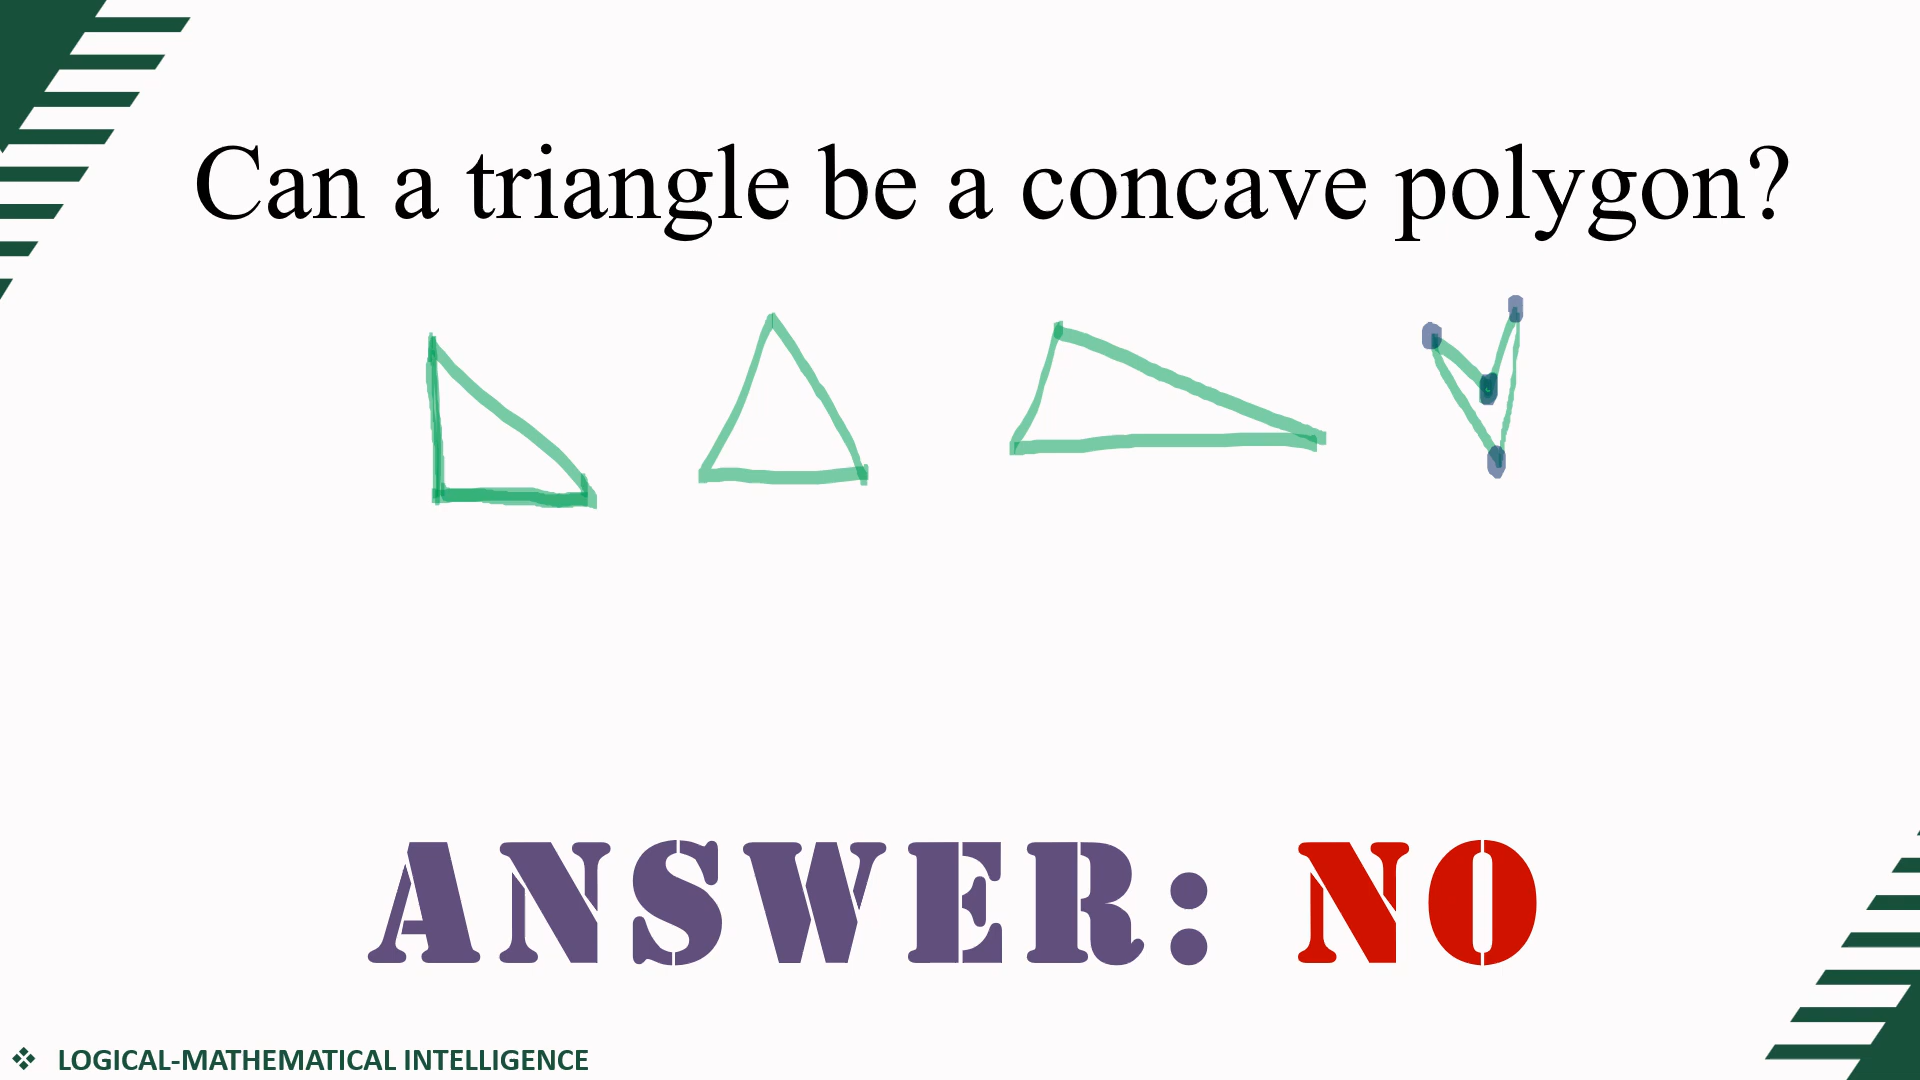 Can a triangle be a concave polygon?
ANSWER: NO
❖ LOGICAL-MATHEMATICAL INTELLIGENCE